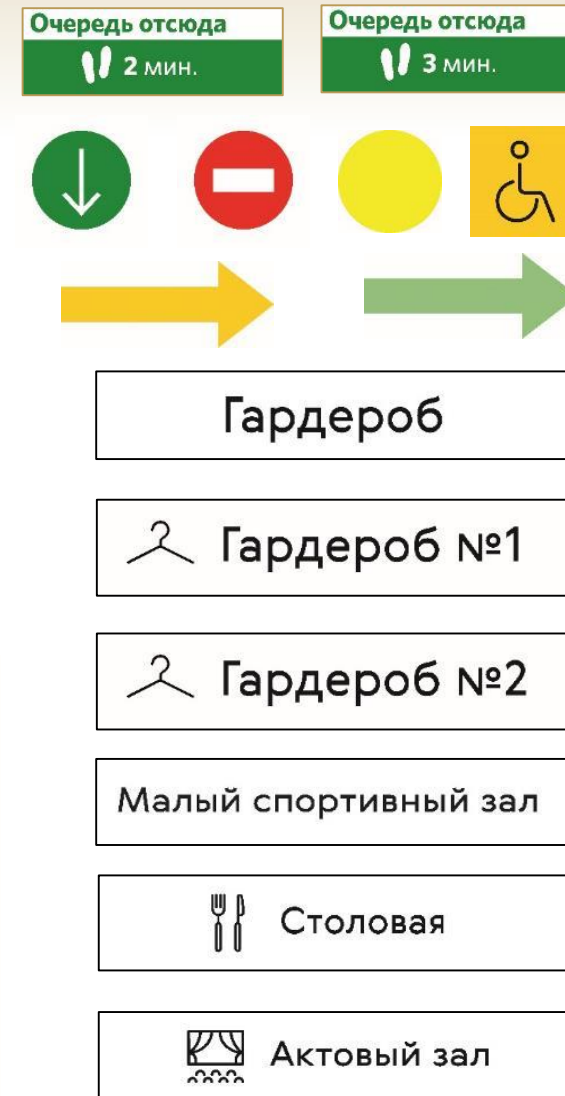 Очередь отсюда
2 мин.
Очередь отсюда
3 мин.
Гардероб
Гардероб №1
Гардероб №2
Малый спортивный зал
Столовая
Актовый зал